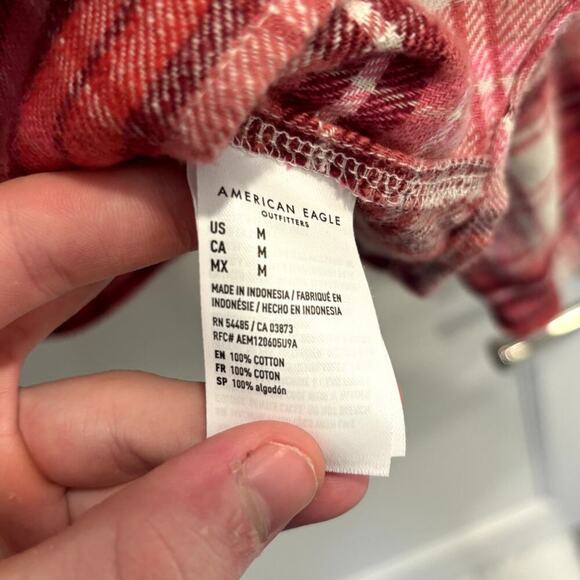 AMERICAN EAGLE
OUTFITTERS
US M
CA M
MX M
MADE IN INDONESIA / FABRIQUÉ EN
INDONÉSIE / HECHO EN INDONESIA
RN 54485 / CA 03873
RFC# AEM120605U9A
EN 100% COTTON
FR 100% COTON
SP 100% algodón